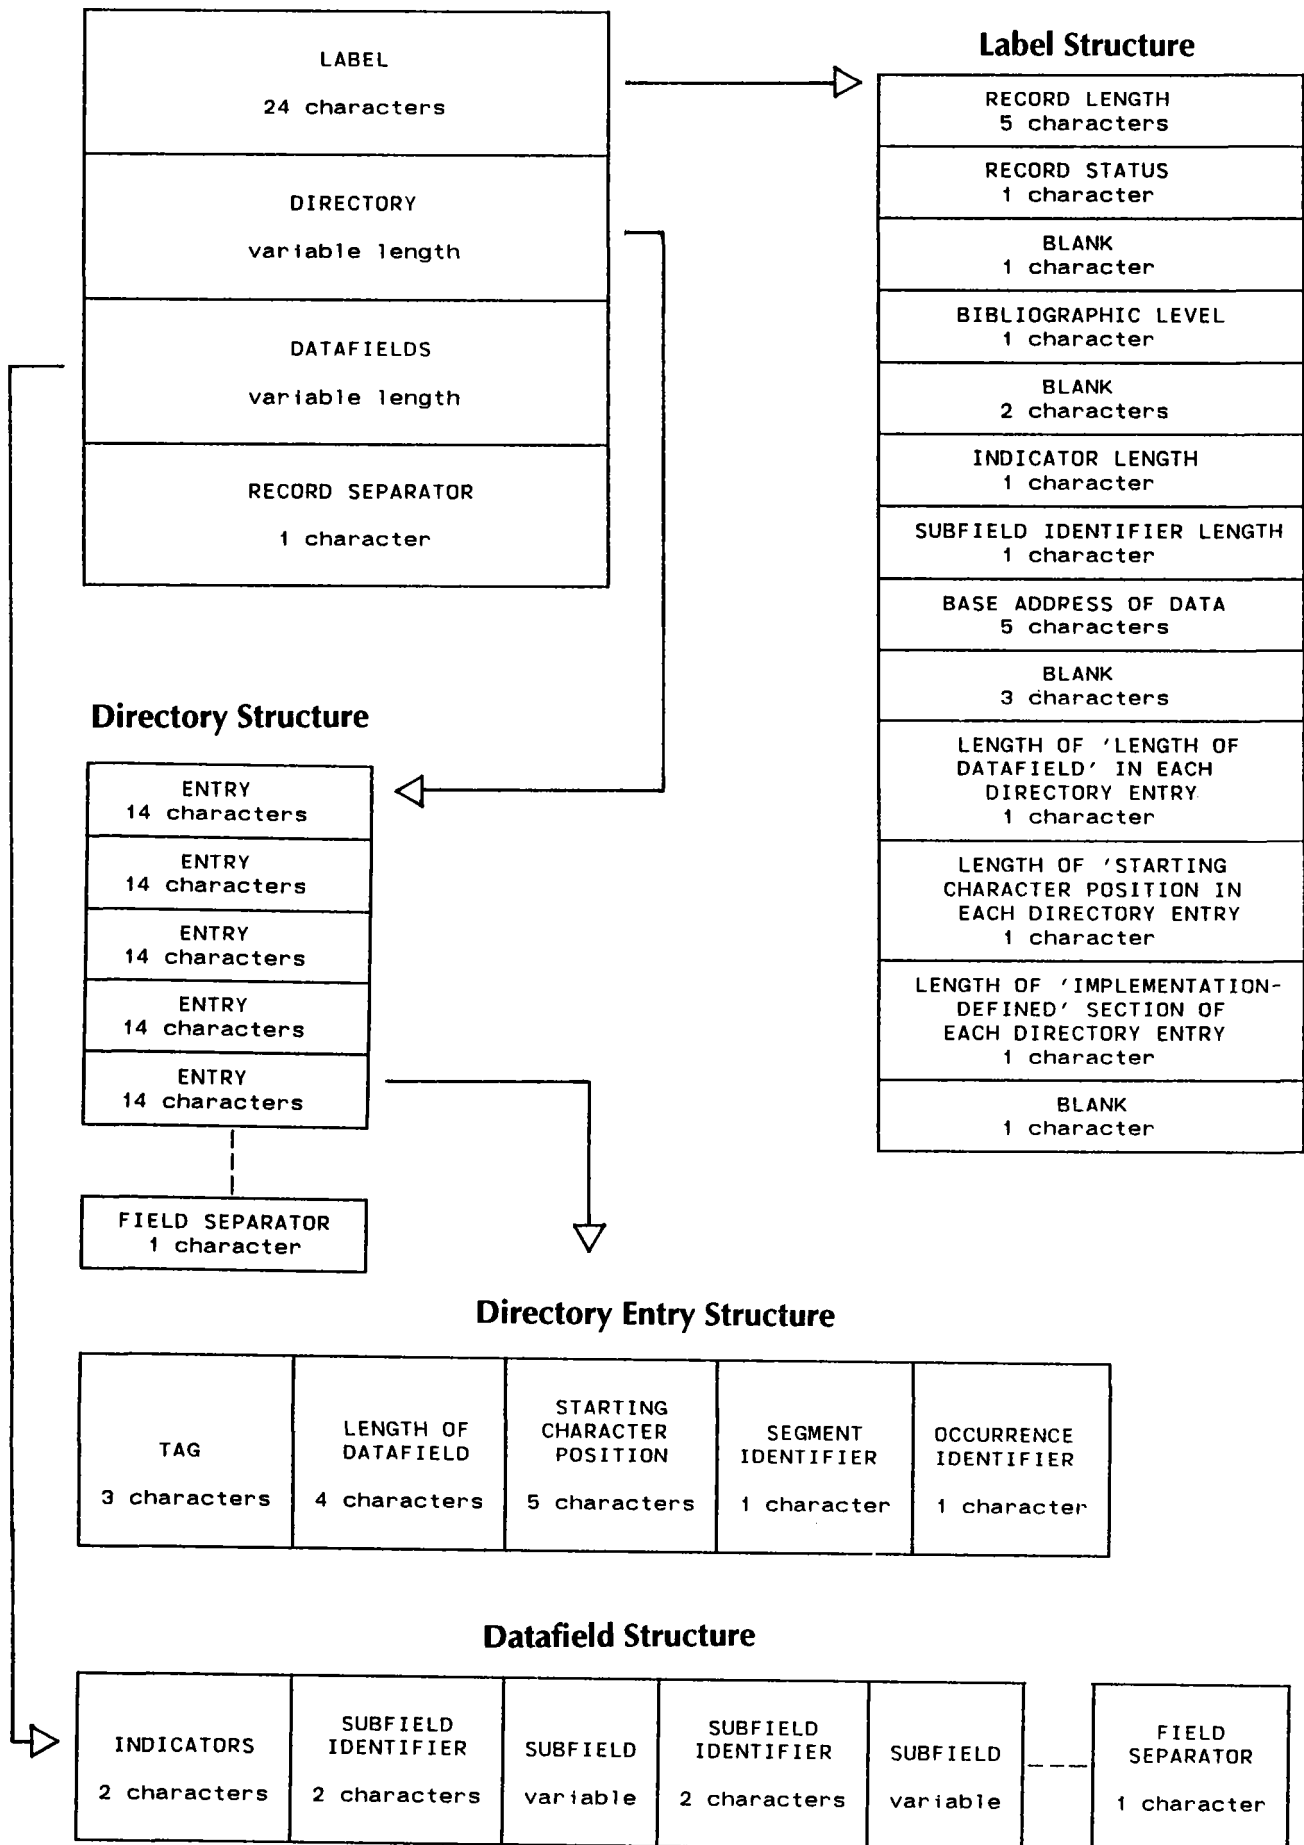 LABEL
24 characters
DIRECTORY
variable length
DATAFIELDS
variable length
RECORD SEPARATOR
1 character
Label Structure
RECORD LENGTH
5 characters
RECORD STATUS
1 character
BLANK
1 character
BIBLIOGRAPHIC LEVEL
1 character
BLANK
2 characters
INDICATOR LENGTH
1 character
SUBFIELD IDENTIFIER LENGTH
1 character
BASE ADDRESS OF DATA
5 characters
BLANK
3 characters
LENGTH OF 'LENGTH OF
DATAFIELD' IN EACH
DIRECTORY ENTRY
1 character
LENGTH OF 'STARTING
CHARACTER POSITION IN
EACH DIRECTORY ENTRY
1 character
LENGTH OF 'IMPLEMENTATION-
DEFINED' SECTION OF
EACH DIRECTORY ENTRY
1 character
BLANK
1 character
Directory Structure
ENTRY
14 characters
ENTRY
14 characters
ENTRY
14 characters
ENTRY
14 characters
ENTRY
14 characters
FIELD SEPARATOR
1 character
Directory Entry Structure
TAG
3 characters
LENGTH OF
DATAFIELD
4 characters
STARTING
CHARACTER
POSITION
5 characters
SEGMENT
IDENTIFIER
1 character
OCCURRENCE
IDENTIFIER
1 character
Datafield Structure
INDICATORS
2 characters
SUBFIELD
IDENTIFIER
2 characters
SUBFIELD
variable
SUBFIELD
IDENTIFIER
2 characters
SUBFIELD
variable
FIELD
SEPARATOR
1 character